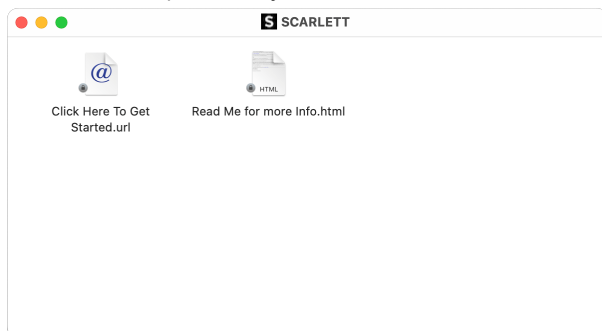 S SCARLETT
@
HTML
Click Here To Get
Started.url
Read Me for more Info.html